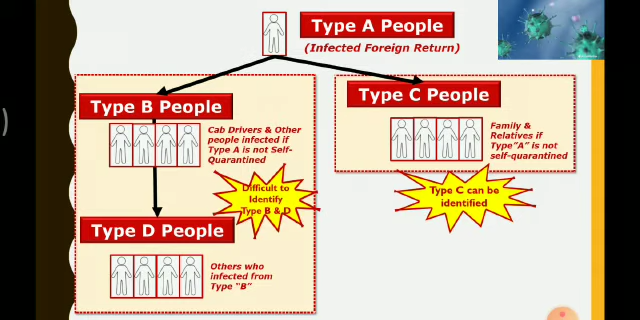 Type A People
(Infected Foreign Return)
Type B People
Cab Drivers & Other
people infected if
Type A is not Self-
Quarantined
Difficult to
Identify
Type B & D
Type D People
Others who
infected from
Type "B"
Type C People
Family &
Relatives if
Type"A" is not
self-quarantined
Type C can be
identified